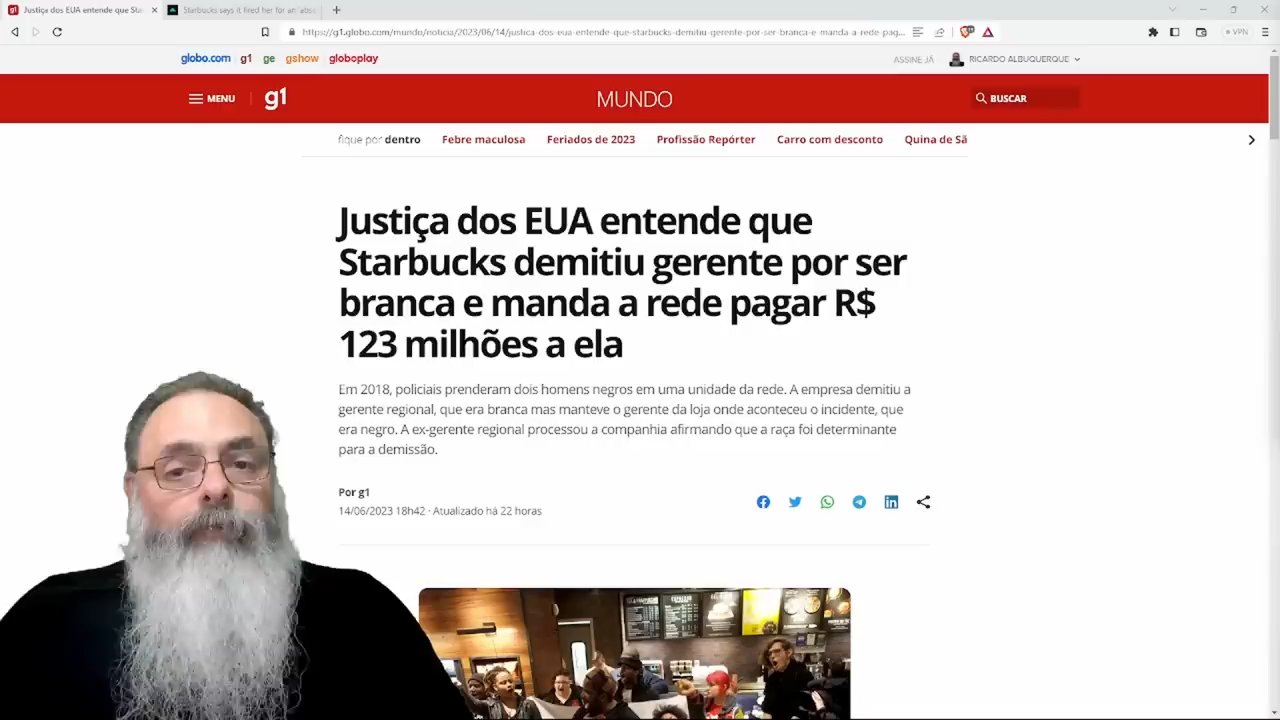 Justiça dos EUA entende que Sta
Starbucks says it fired her for an abso
https://g1.globo.com/mundo/noticia/2023/06/14/justica-dos-eua-entende-que-starbucks-demitiu-gerente-por-ser-branca-e-manda-a-rede-pag...
VPN
globo.com g1 ge gshow globoplay
ASSINE JÁ
RICARDO ALBUQUERQUE
MENU
g1
MUNDO
BUSCAR
fique por dentro
Febre maculosa
Feriados de 2023
Profissão Repórter
Carro com desconto
Quina de Sã
Justiça dos EUA entende que
Starbucks demitiu gerente por ser
branca e manda a rede pagar R$
123 milhões a ela
Em 2018, policiais prenderam dois homens negros em uma unidade da rede. A empresa demitiu a
gerente regional, que era branca mas manteve o gerente da loja onde aconteceu o incidente, que
era negro. A ex-gerente regional processou a companhia afirmando que a raça foi determinante
para a demissão.
Por g1
14/06/2023 18h42 · Atualizado há 22 horas